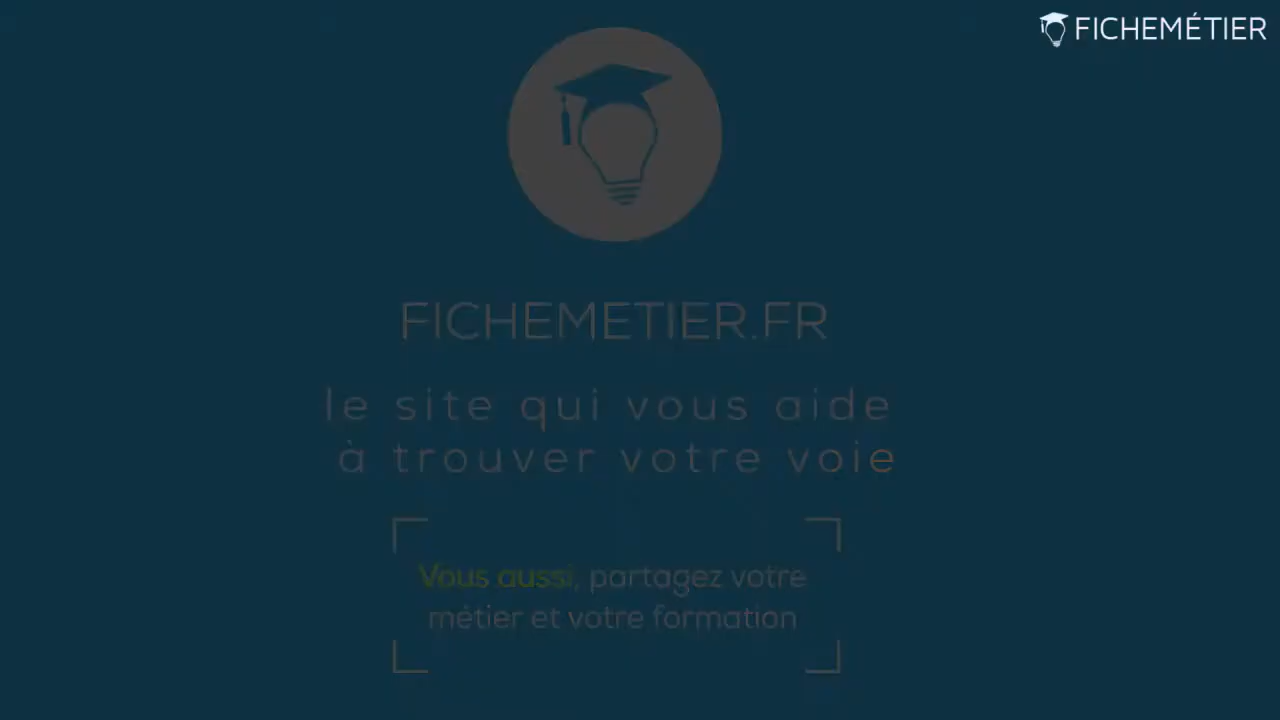 FICHEMÉTIER
FICHEMETIER.FR
le site qui vous aide
à trouver votre voie
Vous aussi, partagez votre
métier et votre formation